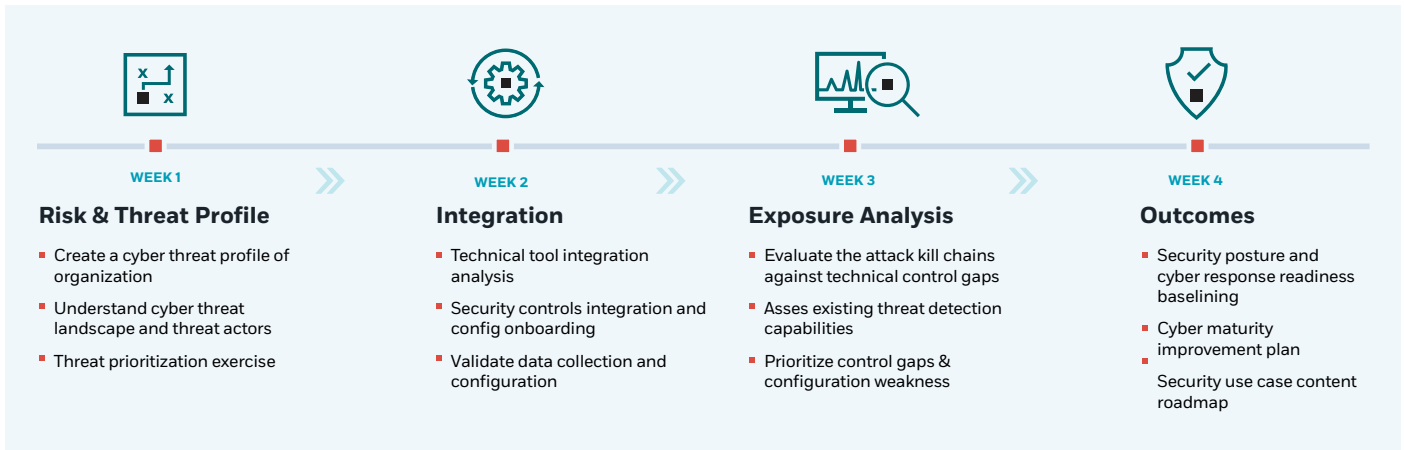 x
x
WEEK 1
Risk & Threat Profile
Create a cyber threat profile of
organization
Understand cyber threat
landscape and threat actors
Threat prioritization exercise
WEEK 2
Integration
Technical tool integration
analysis
Security controls integration and
config onboarding
Validate data collection and
configuration
WEEK 3
Exposure Analysis
Evaluate the attack kill chains
against technical control gaps
Asses existing threat detection
capabilities
Prioritize control gaps &
configuration weakness
WEEK 4
Outcomes
Security posture and
cyber response readiness
baselining
Cyber maturity
improvement plan
Security use case content
roadmap